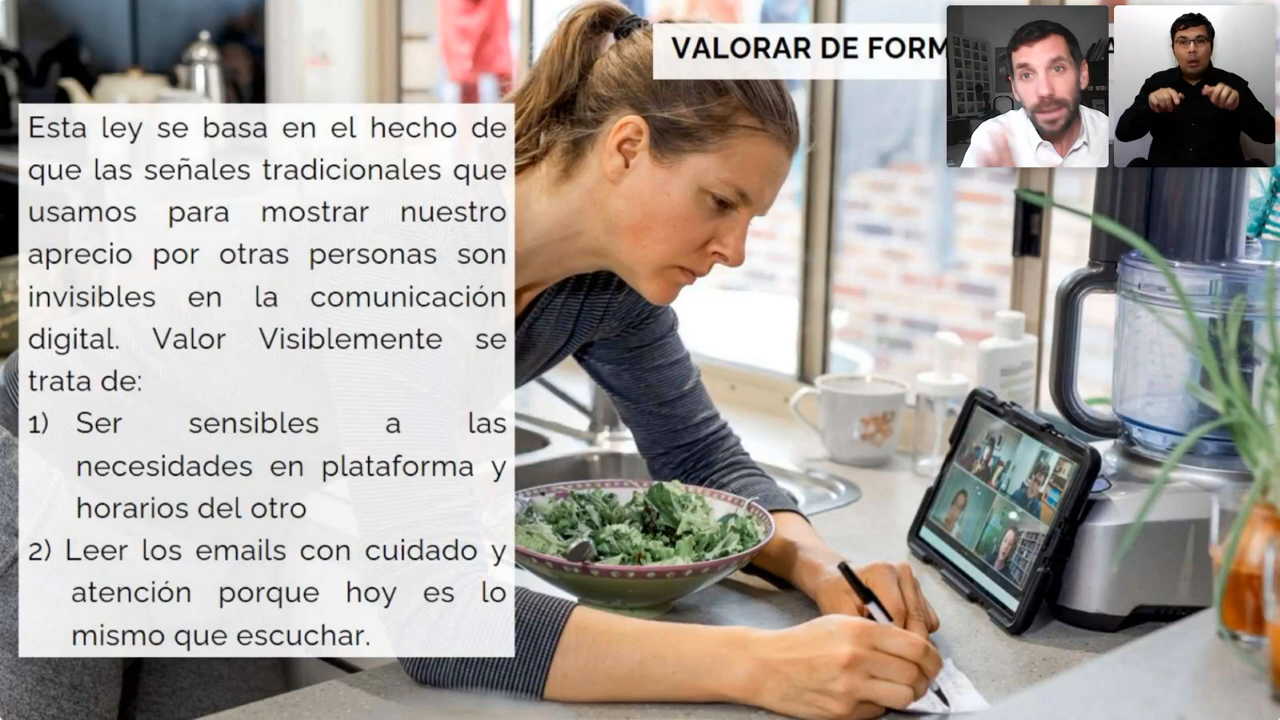 VALORAR DE FORM
Esta ley se basa en el hecho de
que las señales tradicionales que
usamos para mostrar nuestro
aprecio por otras personas son
invisibles en la comunicación
digital. Valor Visiblemente se
trata de:
1) Ser sensibles a las
necesidades en plataforma y
horarios del otro
2) Leer los emails con cuidado y
atención porque hoy es lo
mismo que escuchar.